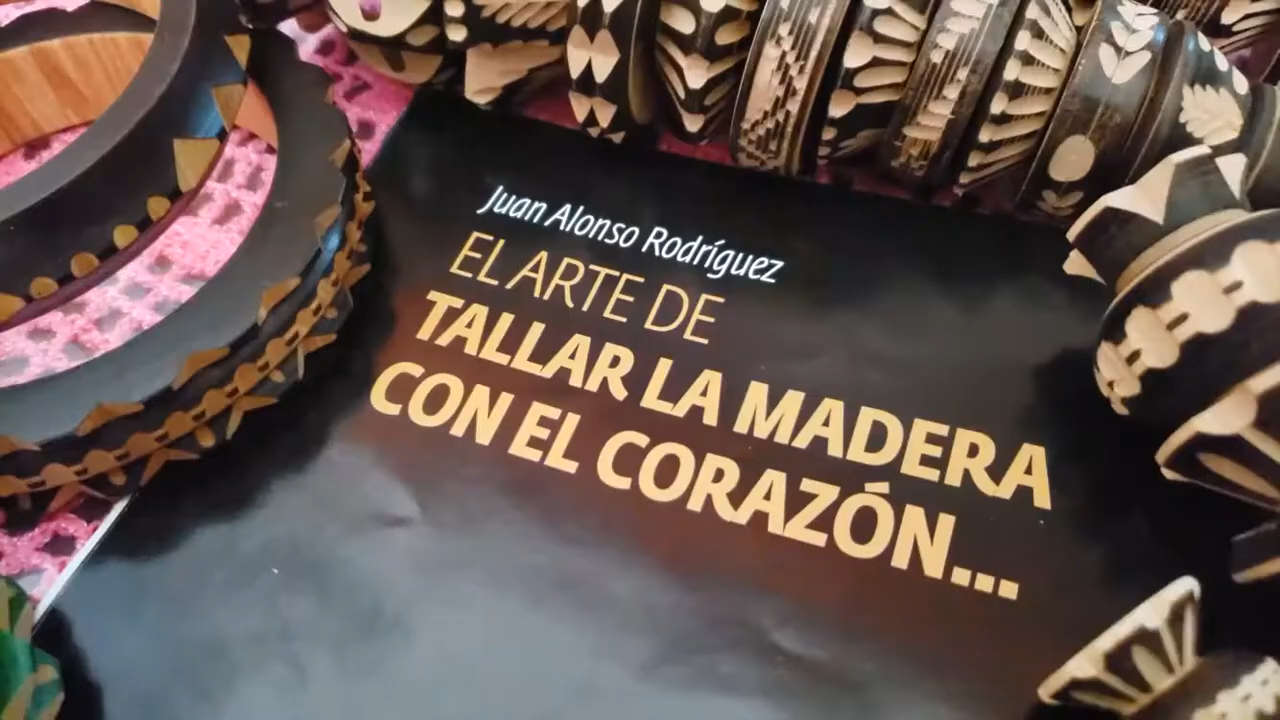 Juan Alonso Rodríguez
EL ARTE DE
TALLAR LA MADERA
CON EL CORAZÓN...